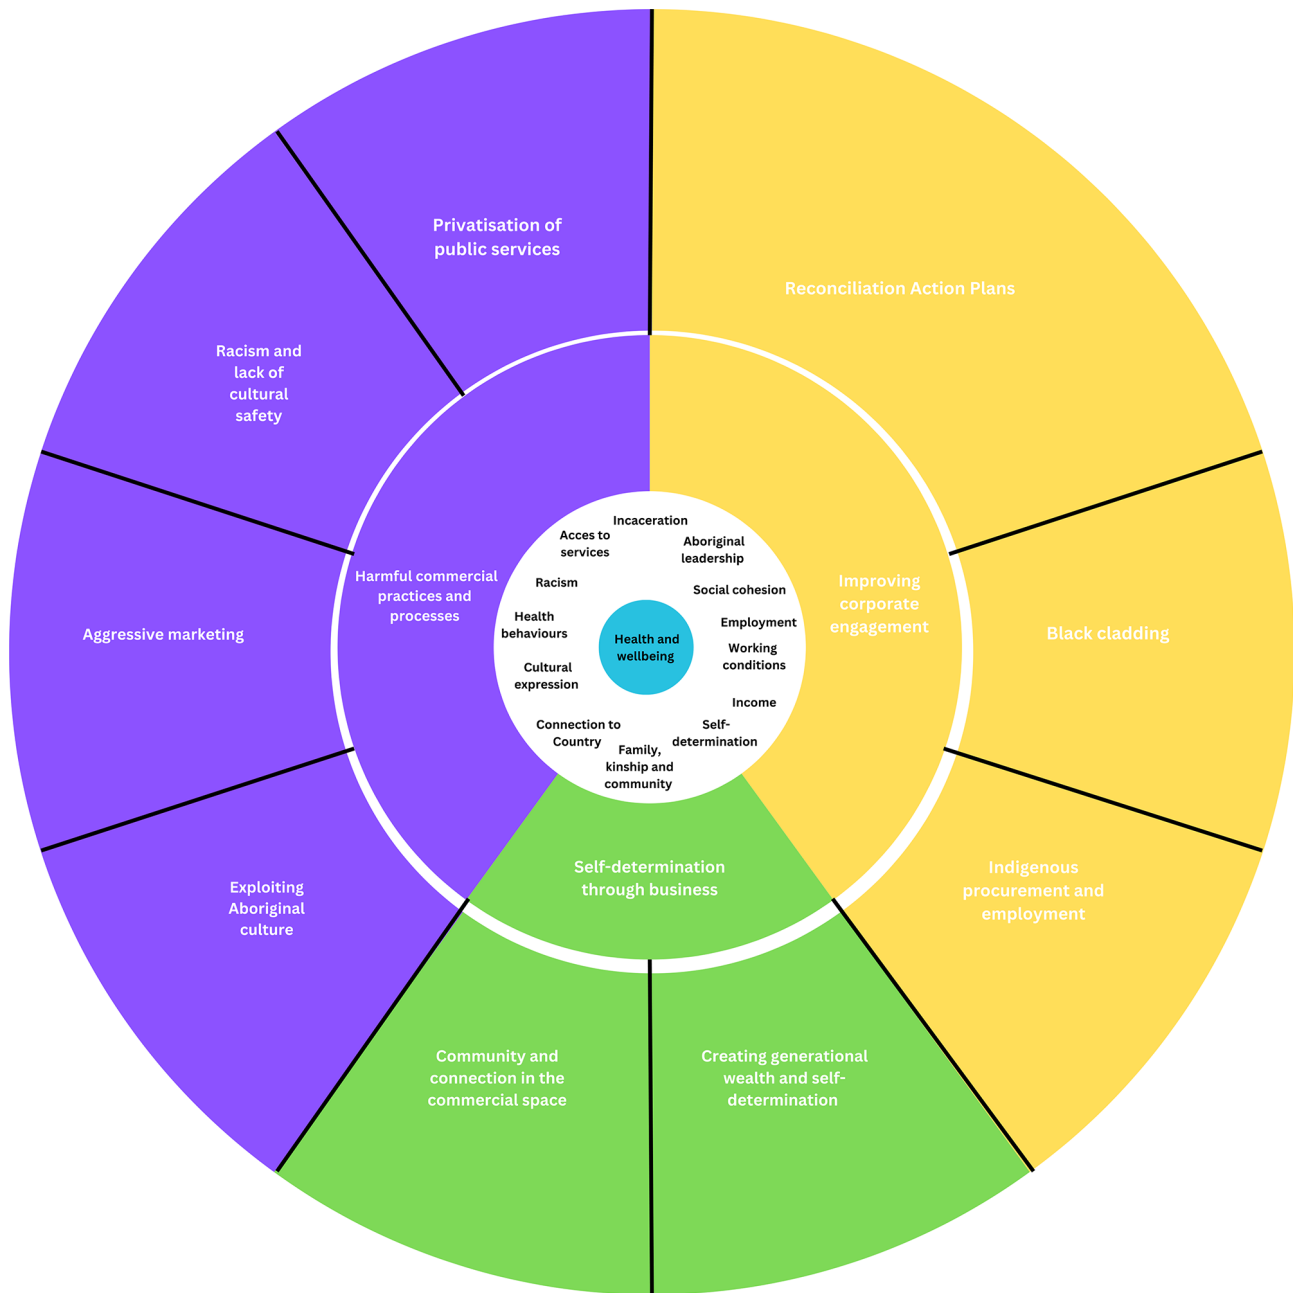 Privatisation of
public services
Reconciliation Action Plans
Racism and
lack of
cultural
safety
Aggressive marketing
Exploiting
Aboriginal
culture
Harmful commercial
practices and
processes
Improving
corporate
engagement
Black cladding
Indigenous
procurement and
employment
Incaceration
Acces to
services
Aboriginal
leadership
Racism
Social cohesion
Health
behaviours
Employment
Health and
wellbeing
Working
conditions
Cultural
expression
Income
Connection to
Country
Self-
determination
Family,
kinship and
community
Self-determination
through business
Community and
connection in the
commercial space
Creating generational
wealth and self-
determination